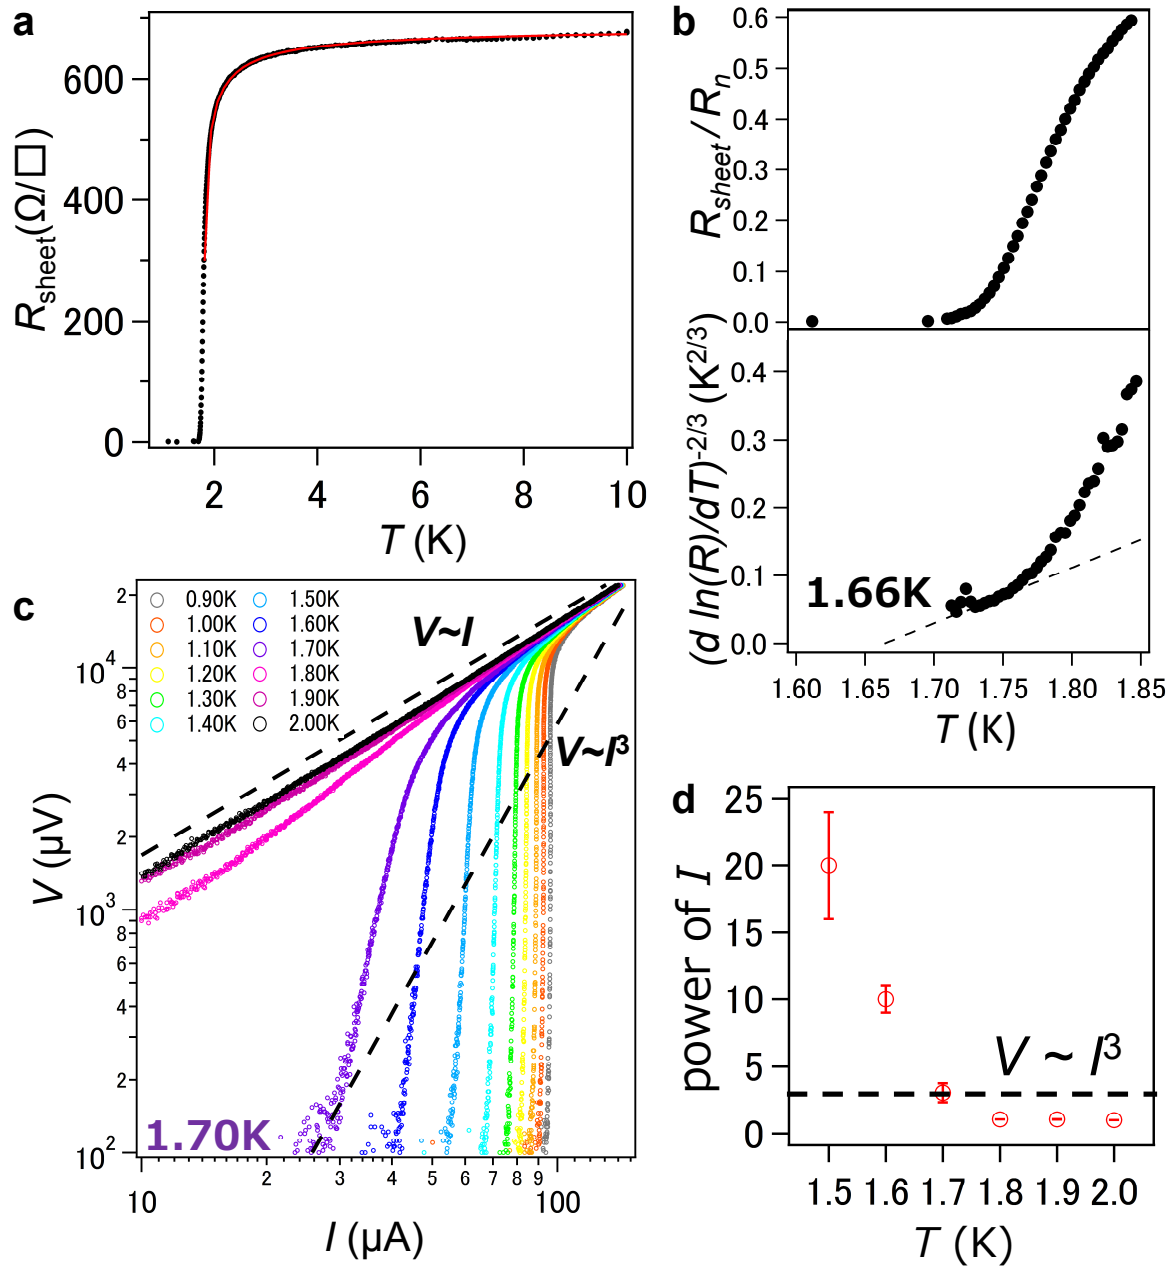 a
R_sheet(Ω/□)
600
400
200
0
2 4 6 8 10
T (K)
b
R_sheet/R_n
0.6
0.5
0.4
0.3
0.2
0.1
0.0
(d ln(R)/dT)^-2/3 (K^2/3)
0.4
0.3
0.2
0.1
0.0
1.66K
1.60 1.65 1.70 1.75 1.80 1.85
T (K)
c
V (µV)
2
10^4
8
6
4
2
10^3
8
6
4
2
10^2
0.90K 1.50K
1.00K 1.60K
1.10K 1.70K
1.20K 1.80K
1.30K 1.90K
1.40K 2.00K
V~I
V~I^3
1.70K
10 2 3 4 5 6 7 8 9 100
I (µA)
d
power of I
25
20
15
10
5
0
V ~ I^3
1.5 1.6 1.7 1.8 1.9 2.0
T (K)